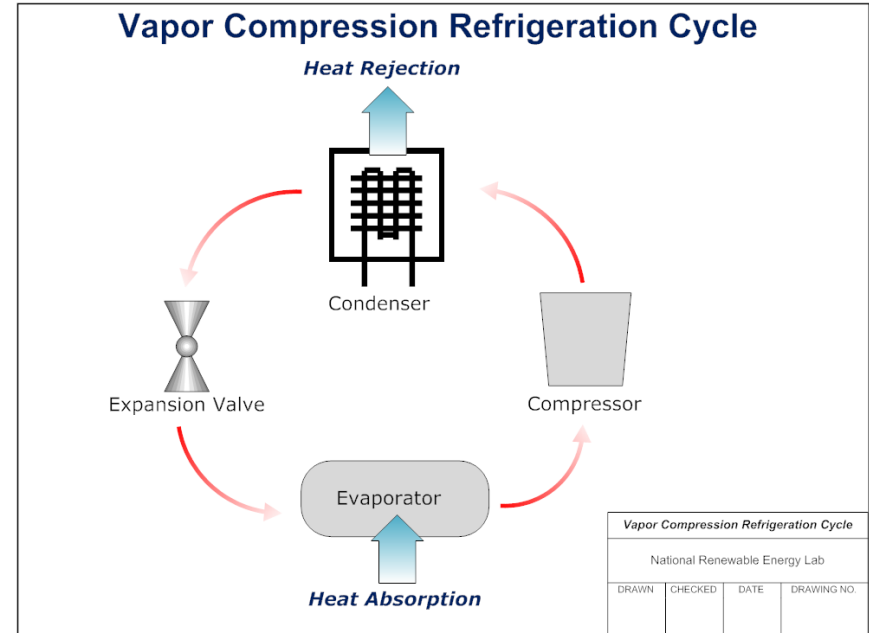 Vapor Compression Refrigeration Cycle
Heat Rejection
Condenser
Expansion Valve
Compressor
Evaporator
Heat Absorption
Vapor Compression Refrigeration Cycle
National Renewable Energy Lab
DRAWN CHECKED DATE DRAWING NO.